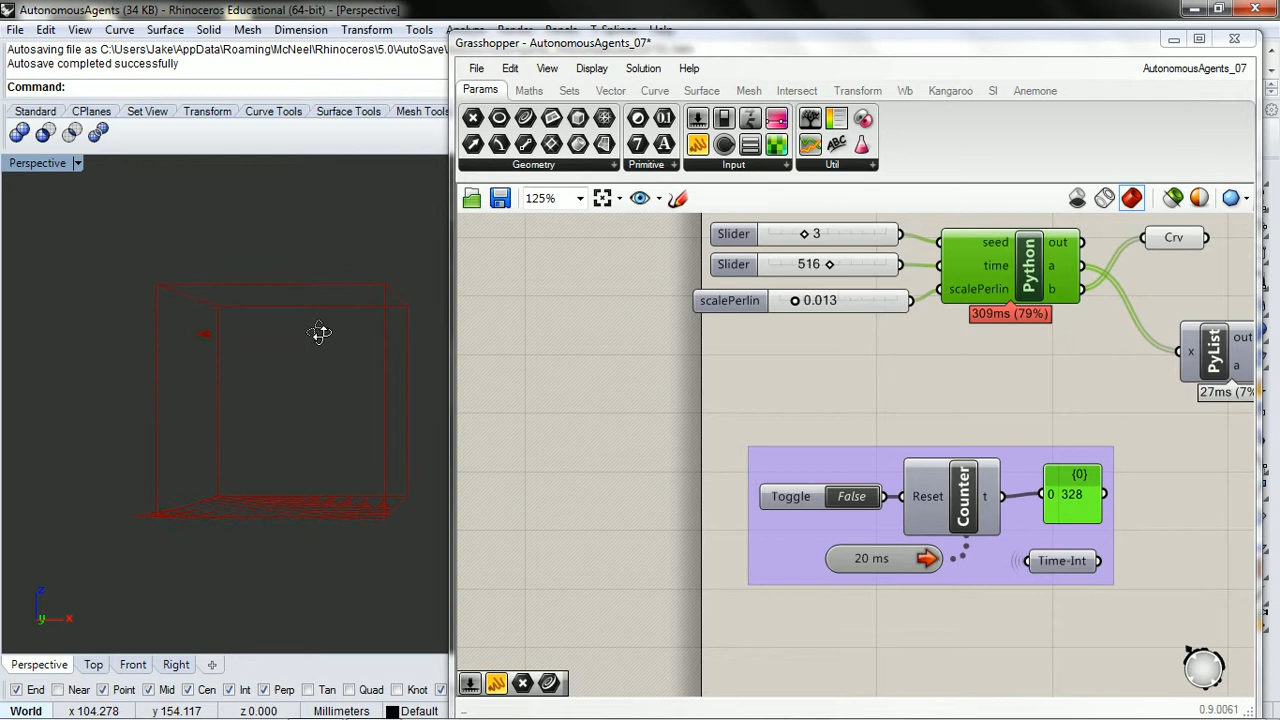 AutonomousAgents (34 KB) - Rhinoceros Educational (64-bit) - [Perspective]
File Edit View Curve Surface Solid Mesh Dimension Transform Tools
Autosaving file as C:\Users\Jake\AppData\Roaming\McNeel\Rhinoceros\5.0\AutoSave\
Autosave completed successfully
Command:
Standard CPlanes Set View Transform Curve Tools Surface Tools Mesh Tools
Perspective
z
y x
Perspective Top Front Right
End Near Point Mid Cen Int Perp Tan Quad Knot
World x 104.278 y 154.117 z 0.000 Millimeters Default
Grasshopper - AutonomousAgents_07*
File Edit View Display Solution Help AutonomousAgents_07
Params Maths Sets Vector Curve Surface Mesh Intersect Transform Wb Kangaroo Anemone
Geometry Primitive Input Util
125%
Slider 3
Slider 516
scalePerlin 0.013
seed out
time Python a
scalePerlin b
309ms (79%)
Crv
x PyList out
a
27ms (7%
Toggle False
Reset Counter t
{0}
0 328
20 ms
Time-Int
0.9.0061